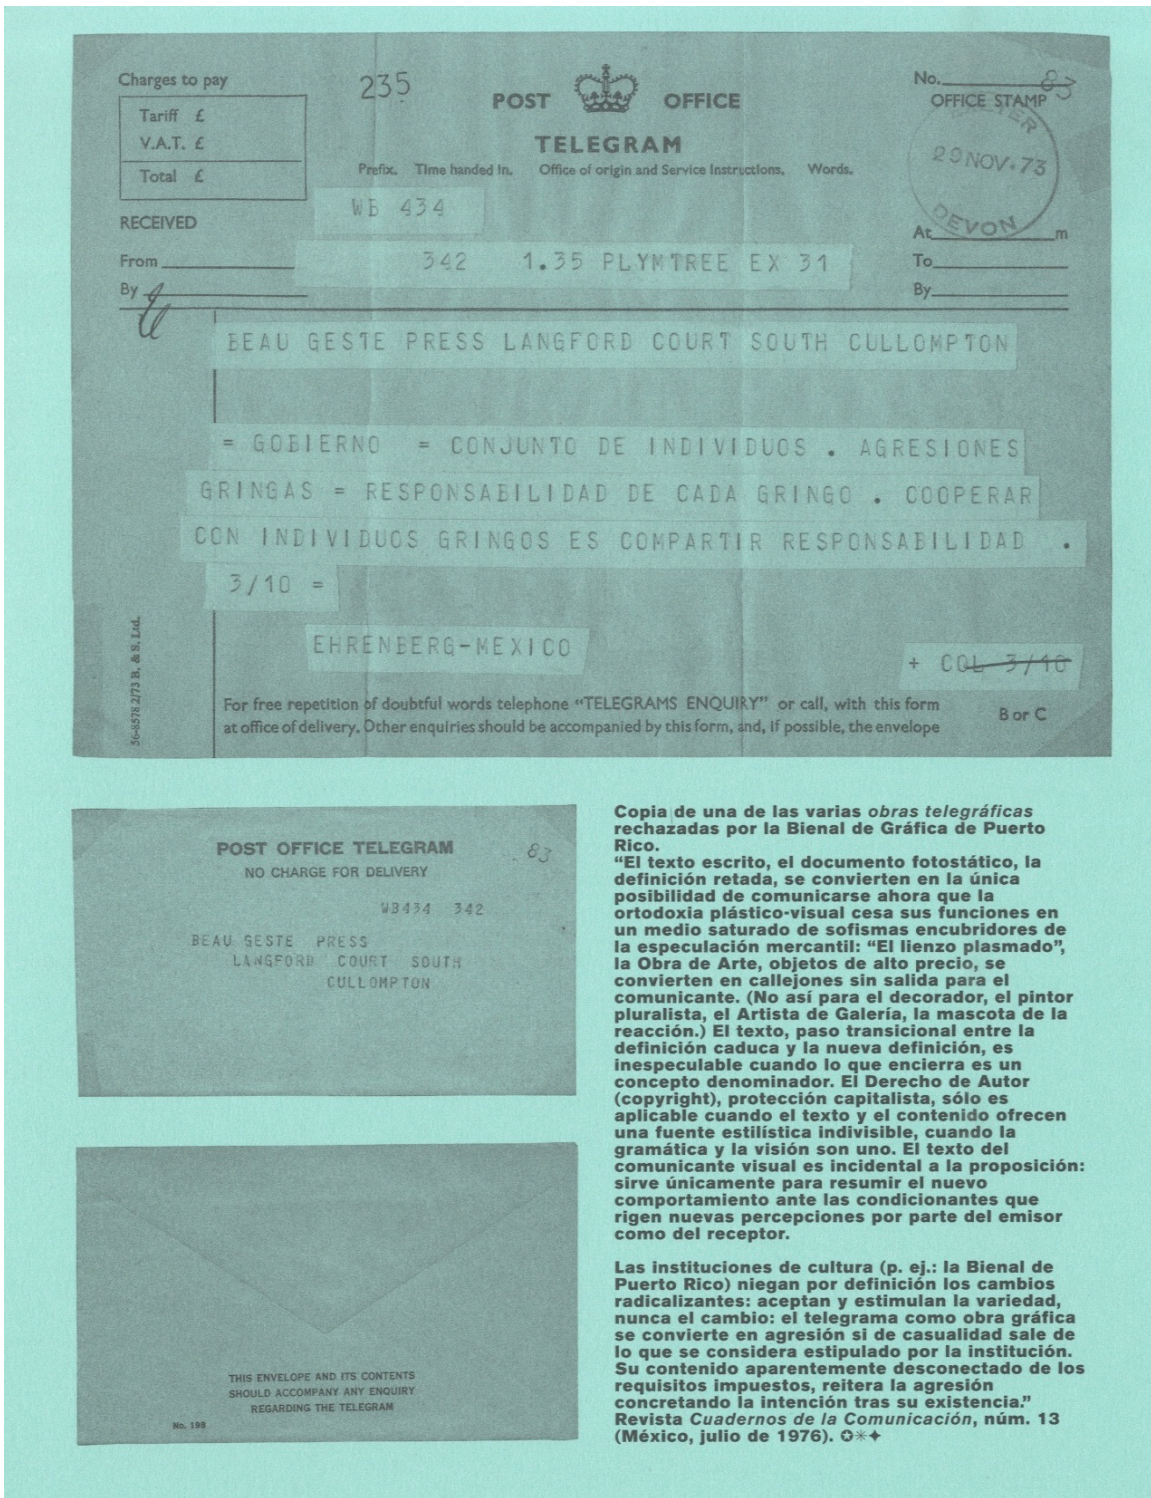 Charges to pay
Tariff £
V.A.T. £
Total £
RECEIVED
From
By
235
POST OFFICE
TELEGRAM
Prefix. Time handed in. Office of origin and Service Instructions. Words.
No. 83
OFFICE STAMP
29 NOV. 73
DEVON
At m
To
By
WB 434
342 1.35 PLYMTREE EX 31
BEAU GESTE PRESS LANGFORD COURT SOUTH CULLOMPTON
= GOBIERNO = CONJUNTO DE INDIVIDUOS . AGRESIONES
GRINGAS = RESPONSABILIDAD DE CADA GRINGO . COOPERAR
CON INDIVIDUOS GRINGOS ES COMPARTIR RESPONSABILIDAD .
3/10 =
EHRENBERG-MEXICO
+ COL 3/10
For free repetition of doubtful words telephone “TELEGRAMS ENQUIRY” or call, with this form
at office of delivery. Other enquiries should be accompanied by this form, and, if possible, the envelope
B or C
56-8578 2/73 B. & S. Ltd.
POST OFFICE TELEGRAM
NO CHARGE FOR DELIVERY
83
WB434 342
BEAU GESTE PRESS
LANGFORD COURT SOUTH
CULLOMPTON
THIS ENVELOPE AND ITS CONTENTS
SHOULD ACCOMPANY ANY ENQUIRY
REGARDING THE TELEGRAM
No. 198
Copia de una de las varias obras telegráficas
rechazadas por la Bienal de Gráfica de Puerto
Rico.
“El texto escrito, el documento fotostático, la
definición retada, se convierten en la única
posibilidad de comunicarse ahora que la
ortodoxia plástico-visual cesa sus funciones en
un medio saturado de sofismas encubridores de
la especulación mercantil: “El lienzo plasmado”,
la Obra de Arte, objetos de alto precio, se
convierten en callejones sin salida para el
comunicante. (No así para el decorador, el pintor
pluralista, el Artista de Galería, la mascota de la
reacción.) El texto, paso transicional entre la
definición caduca y la nueva definición, es
inespeculable cuando lo que encierra es un
concepto denominador. El Derecho de Autor
(copyright), protección capitalista, sólo es
aplicable cuando el texto y el contenido ofrecen
una fuente estilística indivisible, cuando la
gramática y la visión son uno. El texto del
comunicante visual es incidental a la proposición:
sirve únicamente para resumir el nuevo
comportamiento ante las condicionantes que
rigen nuevas percepciones por parte del emisor
como del receptor.
Las instituciones de cultura (p. ej.: la Bienal de
Puerto Rico) niegan por definición los cambios
radicalizantes: aceptan y estimulan la variedad,
nunca el cambio: el telegrama como obra gráfica
se convierte en agresión si de casualidad sale de
lo que se considera estipulado por la institución.
Su contenido aparentemente desconectado de los
requisitos impuestos, reitera la agresión
concretando la intención tras su existencia.”
Revista Cuadernos de la Comunicación, núm. 13
(México, julio de 1976). ✪✳✦